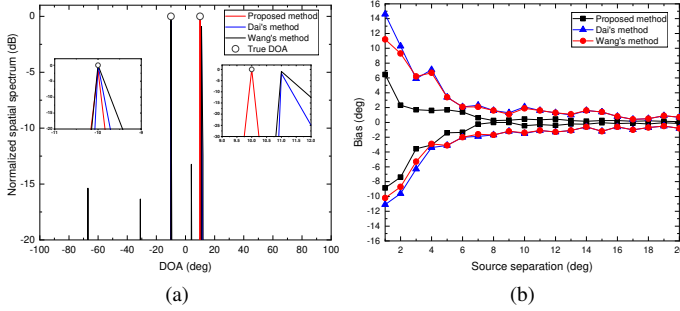 Proposed method
Dai's method
Wang's method
True DOA
Normalized spatial spectrum (dB)
0
-5
-10
-15
-20
-100 -80 -60 -40 -20 0 20 40 60 80 100
DOA (deg)
(a)
Proposed method
Dai's method
Wang's method
Bias
16
14
12
10
8
6
4
2
0
-2
-4
-6
-8
-10
-12
-14
-16
2 4 6 8 10 12 14 16 18 20
Source separation (deg)
(b)